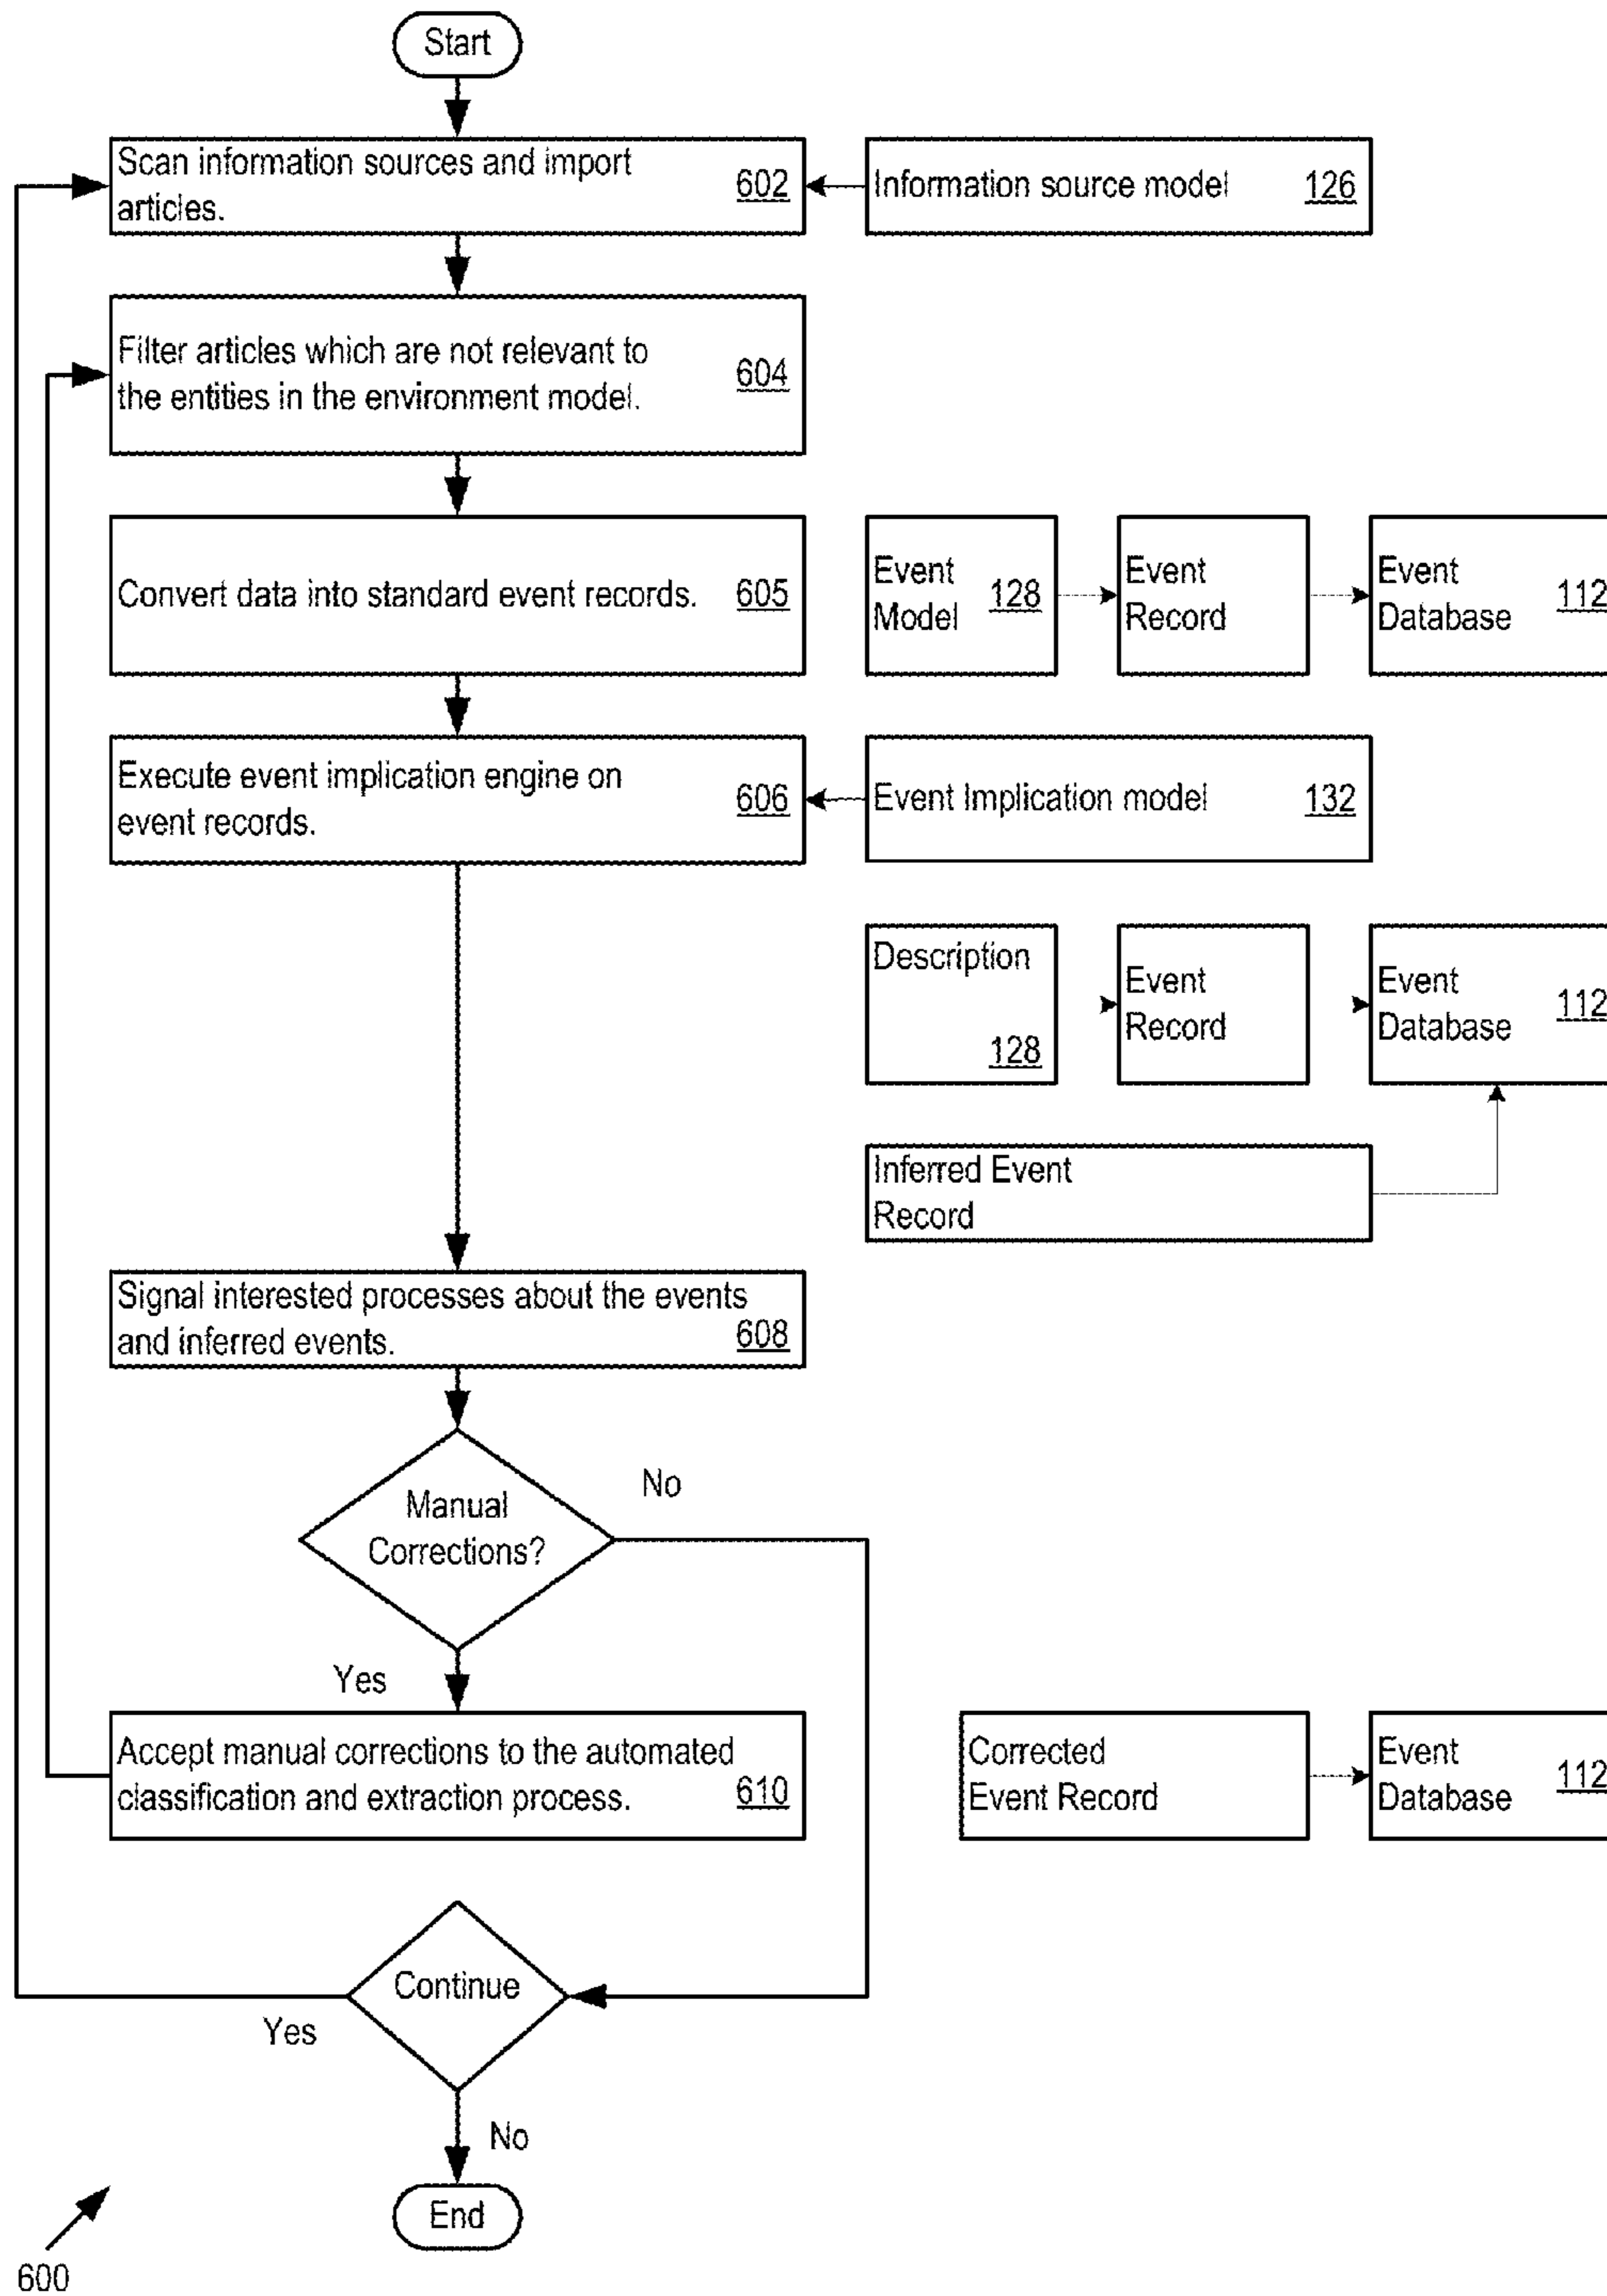 Start
Scan information sources and import
articles.
602
Information source model
126
Filter articles which are not relevant to
the entities in the environment model.
604
Convert data into standard event records.
605
Event
Model
128
Event
Record
Event
Database
112
Execute event implication engine on
event records.
606
Event Implication model
132
Description
128
Event
Record
Event
Database
112
Inferred Event
Record
Signal interested processes about the events
and inferred events.
608
Manual
Corrections?
No
Yes
Accept manual corrections to the automated
classification and extraction process.
610
Corrected
Event Record
Event
Database
112
Continue
Yes
No
End
600